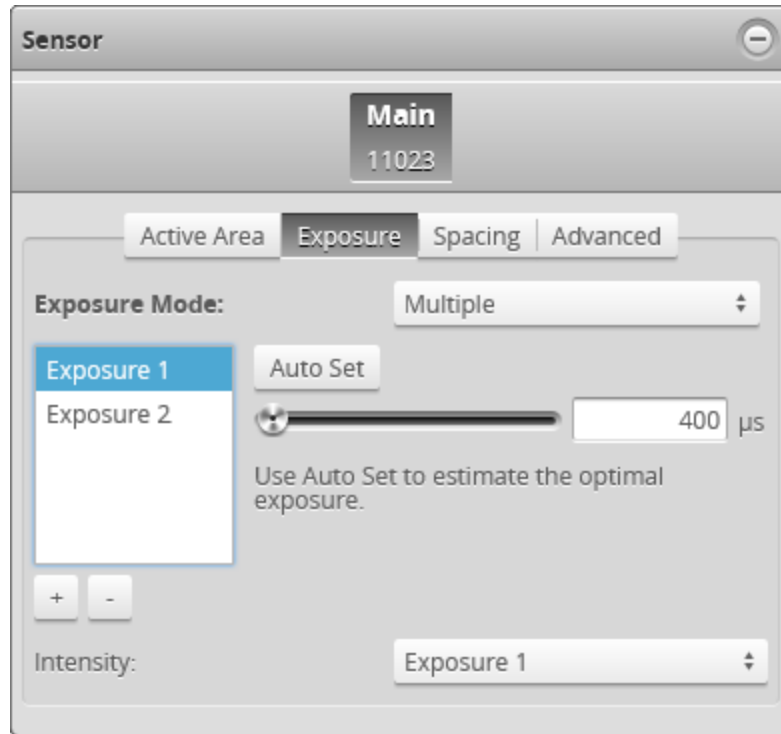 Sensor
Main
11023
Active Area Exposure Spacing Advanced
Exposure Mode: Multiple
Exposure 1 Auto Set
Exposure 2
400 µs
Use Auto Set to estimate the optimal
exposure.
+ -
Intensity: Exposure 1